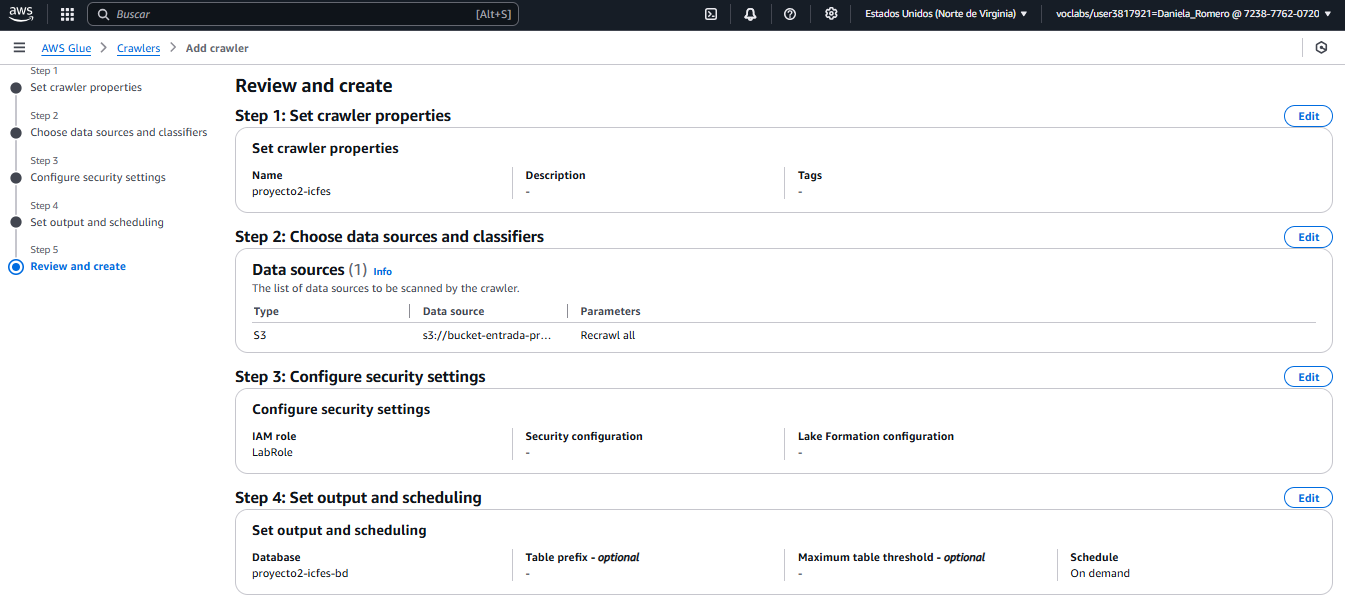 aws
Buscar [Alt+S] Estados Unidos (Norte de Virginia) voclabs/user3817921=Daniela_Romero @ 7238-7762-0720
AWS Glue > Crawlers > Add crawler
Step 1
Set crawler properties
Step 2
Choose data sources and classifiers
Step 3
Configure security settings
Step 4
Set output and scheduling
Step 5
Review and create
Review and create
Step 1: Set crawler properties Edit
Set crawler properties
Name Description Tags
proyecto2-icfes - -
Step 2: Choose data sources and classifiers Edit
Data sources (1) Info
The list of data sources to be scanned by the crawler.
Type Data source Parameters
S3 s3://bucket-entrada-pr... Recrawl all
Step 3: Configure security settings Edit
Configure security settings
IAM role Security configuration Lake Formation configuration
LabRole - -
Step 4: Set output and scheduling Edit
Set output and scheduling
Database Table prefix - optional Maximum table threshold - optional Schedule
proyecto2-icfes-bd - - On demand